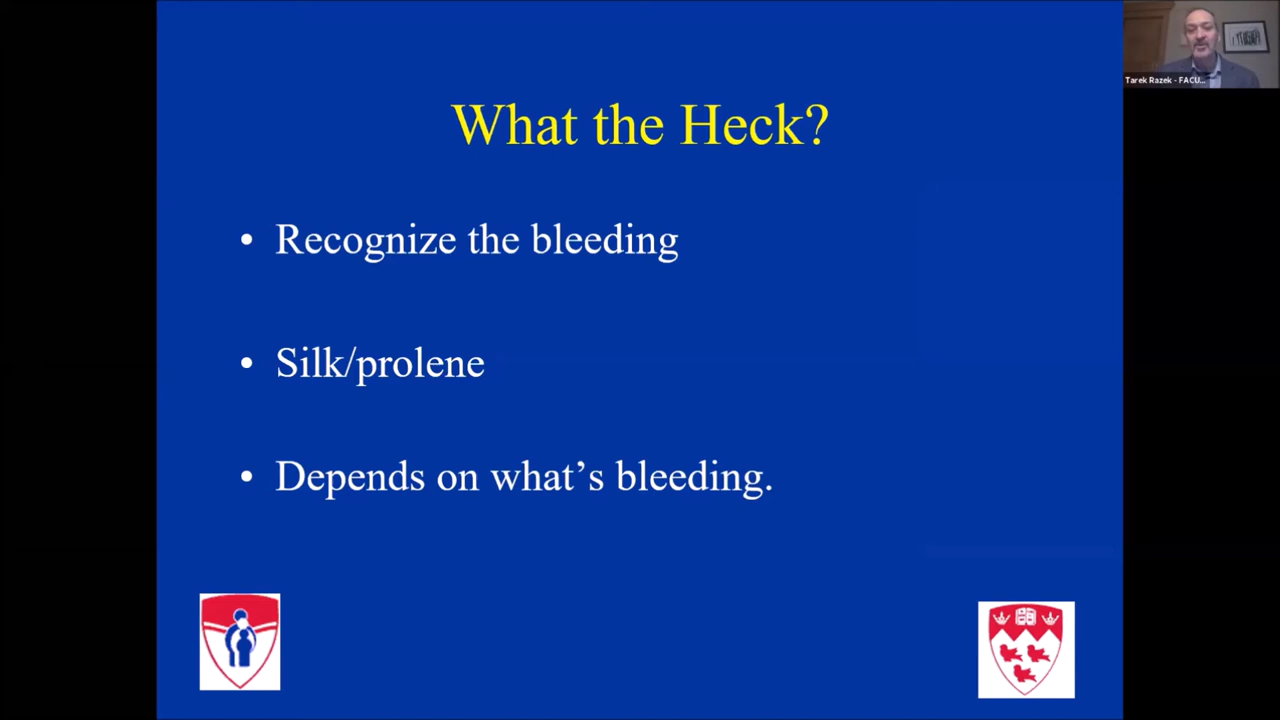 Tarek Razek - FACU...
What the Heck?
• Recognize the bleeding
• Silk/prolene
• Depends on what’s bleeding.